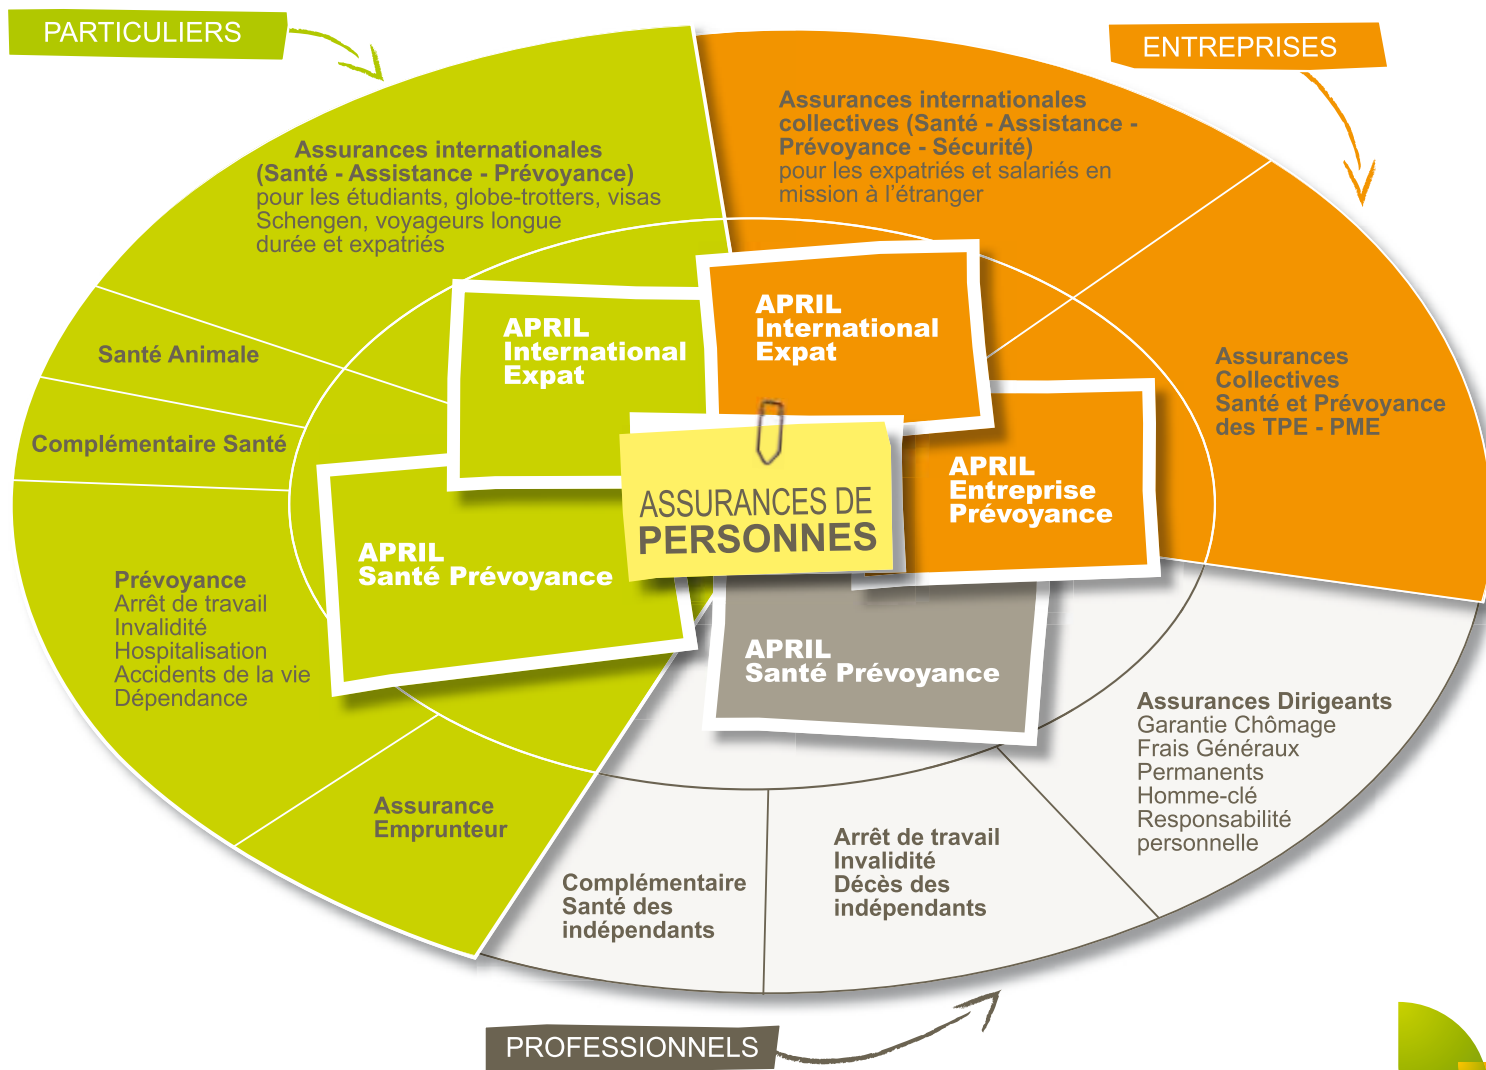 PARTICULIERS
ENTREPRISES
Assurances internationales
(Santé - Assistance - Prévoyance)
pour les étudiants, globe-trotters, visas
Schengen, voyageurs longue
durée et expatriés
Assurances internationales
collectives (Santé - Assistance -
Prévoyance - Sécurité)
pour les expatriés et salariés en
mission à l'étranger
Santé Animale
Complémentaire Santé
Prévoyance
Arrêt de travail
Invalidité
Hospitalisation
Accidents de la vie
Dépendance
Assurance
Emprunteur
APRIL
International
Expat
APRIL
International
Expat
APRIL
Santé Prévoyance
ASSURANCES DE
PERSONNES
APRIL
Entreprise
Prévoyance
APRIL
Santé Prévoyance
Assurances
Collectives
Santé et Prévoyance
des TPE - PME
Assurances Dirigeants
Garantie Chômage
Frais Généraux
Permanents
Homme-clé
Responsabilité
personnelle
Arrêt de travail
Invalidité
Décès des
indépendants
Complémentaire
Santé des
indépendants
PROFESSIONNELS